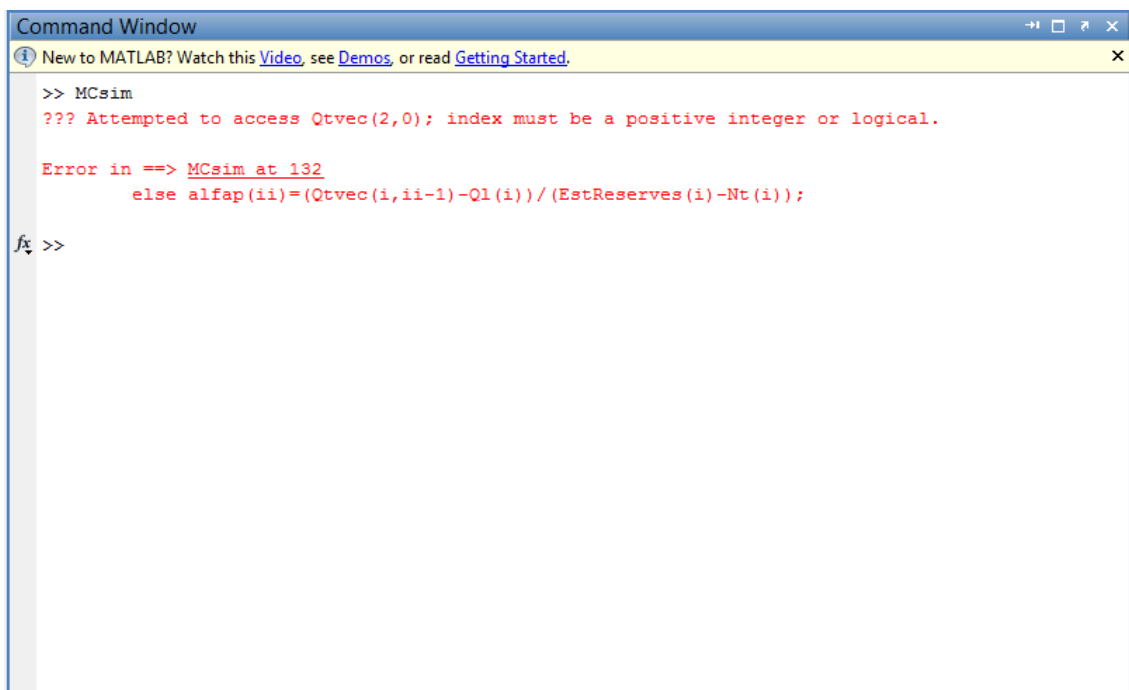 Command Window
New to MATLAB? Watch this Video, see Demos, or read Getting Started.
>> MCsim
??? Attempted to access Qtvec(2,0); index must be a positive integer or logical.
Error in ==> MCsim at 132
else alfap(ii)=(Qtvec(i,ii-1)-Ql(i))/(EstReserves(i)-Nt(i));
fx >>